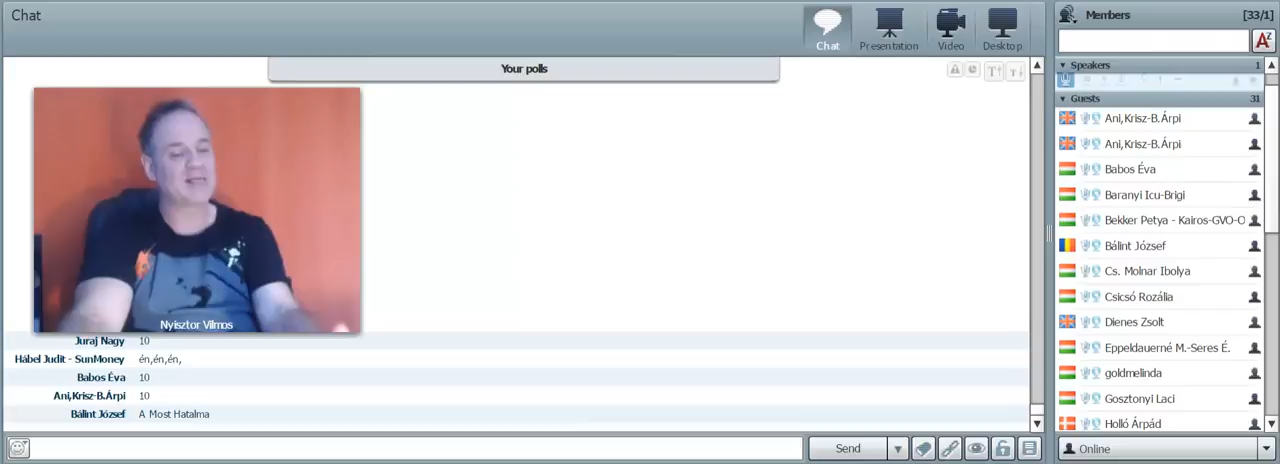 Chat
Chat
Presentation
Video
Desktop
Your polls
Nyisztor Vilmos
Juraj Nagy 10
Hábel Judit - SunMoney én,én,én,
Babos Éva 10
Ani,Krisz-B.Árpi 10
Bálint József A Most Hatalma
Send
Members [33/1]
Speakers 1
Guests 31
Ani,Krisz-B.Árpi
Ani,Krisz-B.Árpi
Babos Éva
Baranyi Icu-Brigi
Bekker Petya - Kairos-GVO-O
Bálint József
Cs. Molnar Ibolya
Csicsó Rozália
Dienes Zsolt
Eppeldauerné M.-Seres É.
goldmelinda
Gosztonyi Laci
Holló Árpád
Online